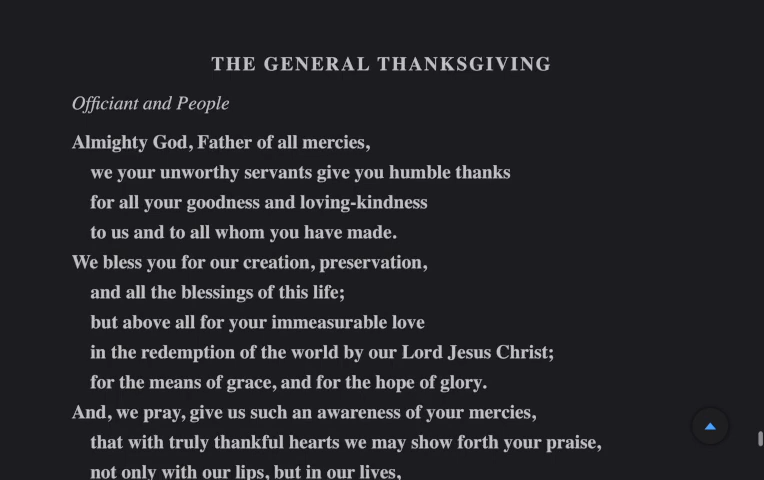 THE GENERAL THANKSGIVING
Officiant and People
Almighty God, Father of all mercies,
we your unworthy servants give you humble thanks
for all your goodness and loving-kindness
to us and to all whom you have made.
We bless you for our creation, preservation,
and all the blessings of this life;
but above all for your immeasurable love
in the redemption of the world by our Lord Jesus Christ;
for the means of grace, and for the hope of glory.
And, we pray, give us such an awareness of your mercies,
that with truly thankful hearts we may show forth your praise,
not only with our lips, but in our lives,